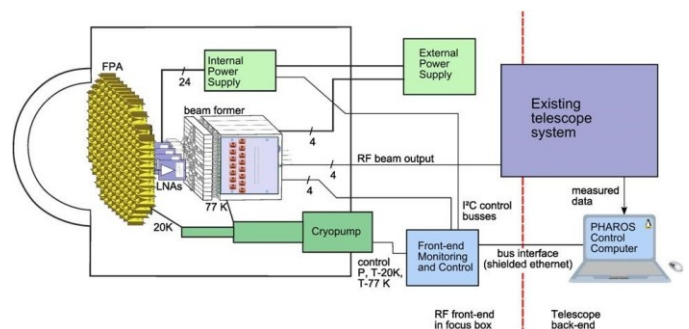 FPA
24
Internal
Power
Supply
External
Power
Supply
beam former
Existing
telescope
system
4
RF beam output
LNAs
4
4
77 K
I²C control
busses
measured
data
20K
Cryopump
Front-end
Monitoring
and Control
PHAROS
Control
Computer
control
P, T-20K,
T-77 K
bus interface
(shielded ethernet)
RF front-end
in focus box
Telescope
back-end